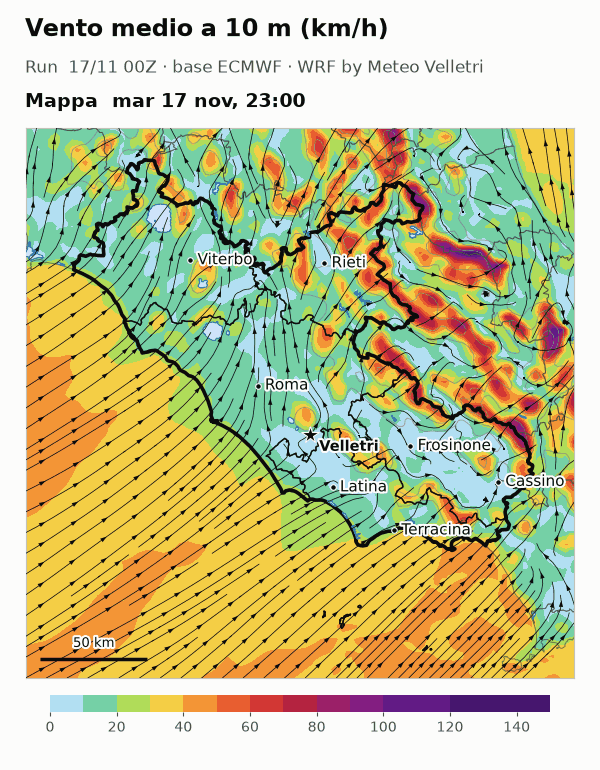 Vento medio a 10 m (km/h)
Run 17/11 00Z · base ECMWF · WRF by Meteo Velletri
Mappa mar 17 nov, 23:00
Viterbo
Rieti
Roma
Velletri
Frosinone
Latina
Cassino
Terracina
50 km
0 20 40 60 80 100 120 140